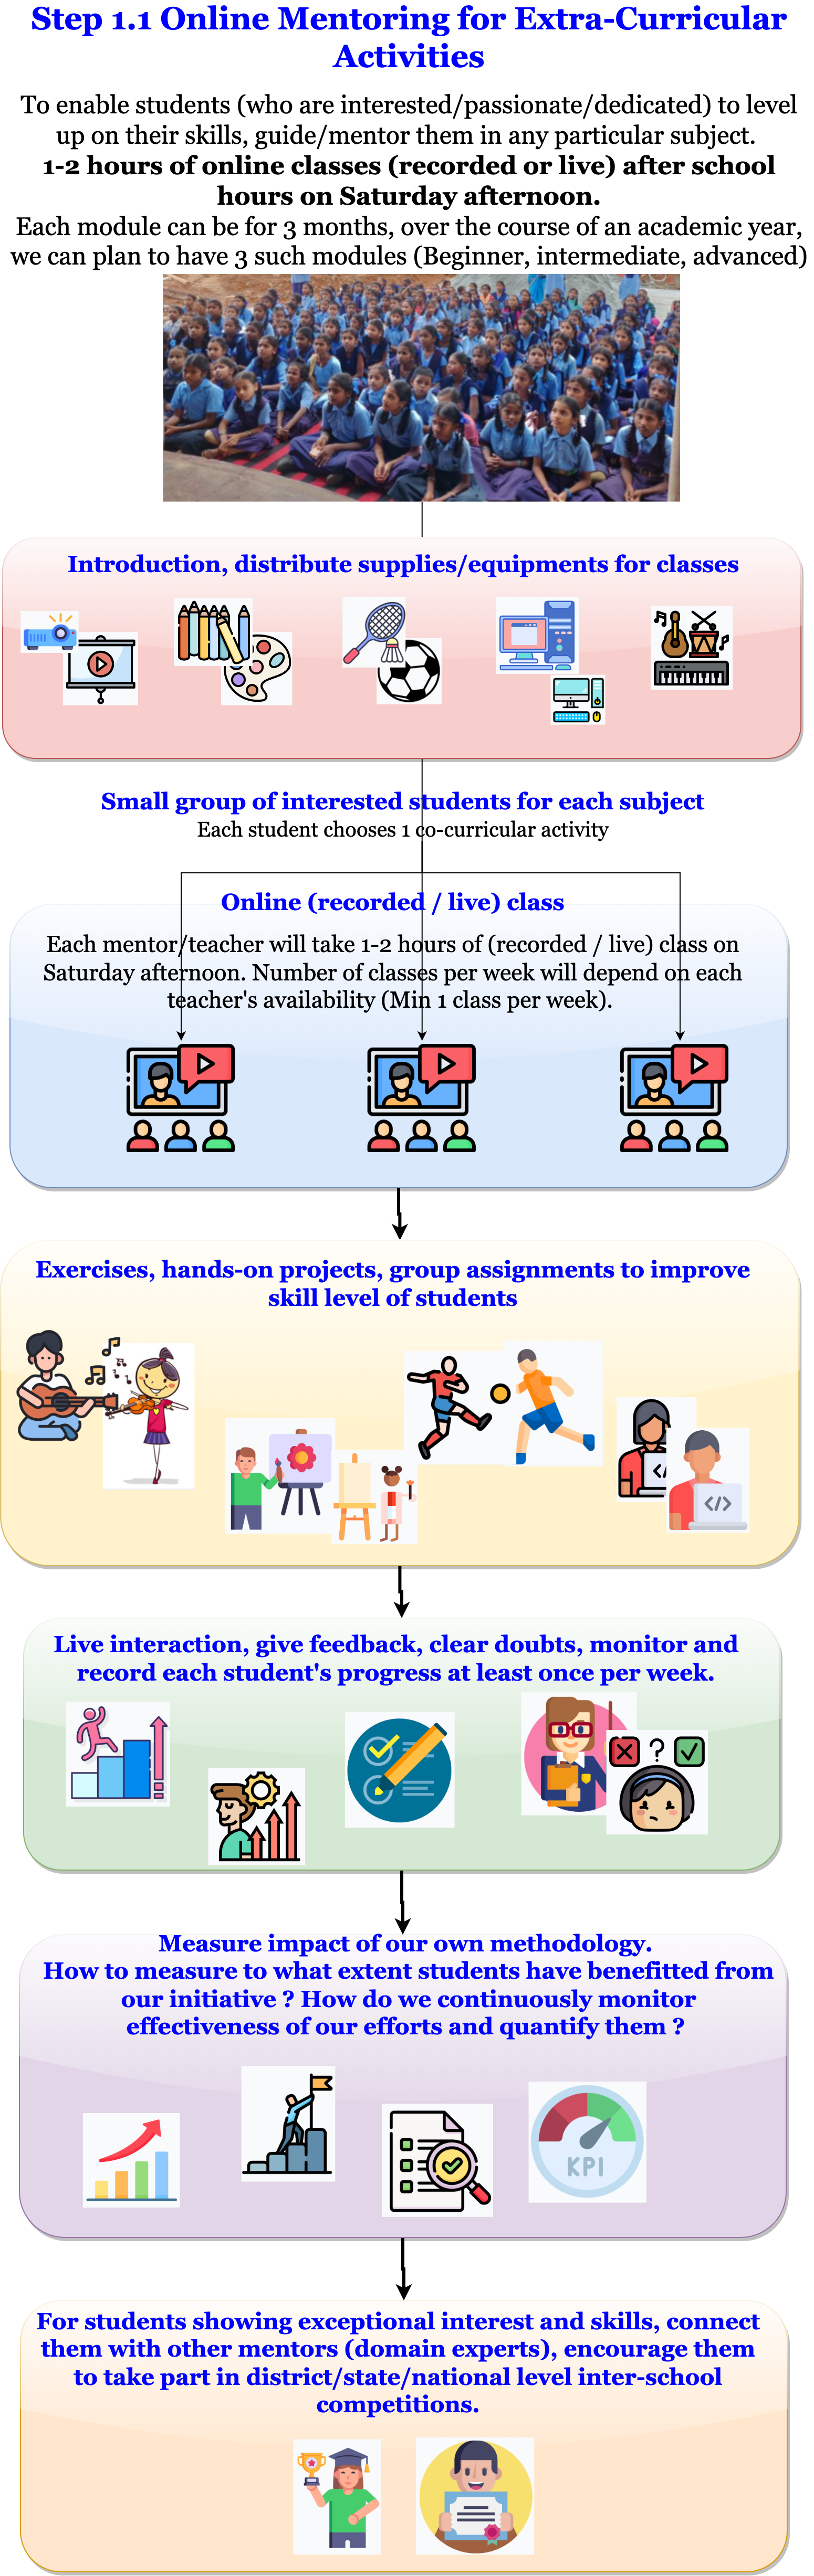 Step 1.1 Online Mentoring for Extra-Curricular
Activities
To enable students (who are interested/passionate/dedicated) to level
up on their skills, guide/mentor them in any particular subject.
1-2 hours of online classes (recorded or live) after school
hours on Saturday afternoon.
Each module can be for 3 months, over the course of an academic year,
we can plan to have 3 such modules (Beginner, intermediate, advanced)
Introduction, distribute supplies/equipments for classes
Small group of interested students for each subject
Each student chooses 1 co-curricular activity
Online (recorded / live) class
Each mentor/teacher will take 1-2 hours of (recorded / live) class on
Saturday afternoon. Number of classes per week will depend on each
teacher's availability (Min 1 class per week).
Exercises, hands-on projects, group assignments to improve
skill level of students
</>
Live interaction, give feedback, clear doubts, monitor and
record each student's progress at least once per week.
?
Measure impact of our own methodology.
How to measure to what extent students have benefitted from
our initiative ? How do we continuously monitor
effectiveness of our efforts and quantify them ?
KPI
For students showing exceptional interest and skills, connect
them with other mentors (domain experts), encourage them
to take part in district/state/national level inter-school
competitions.